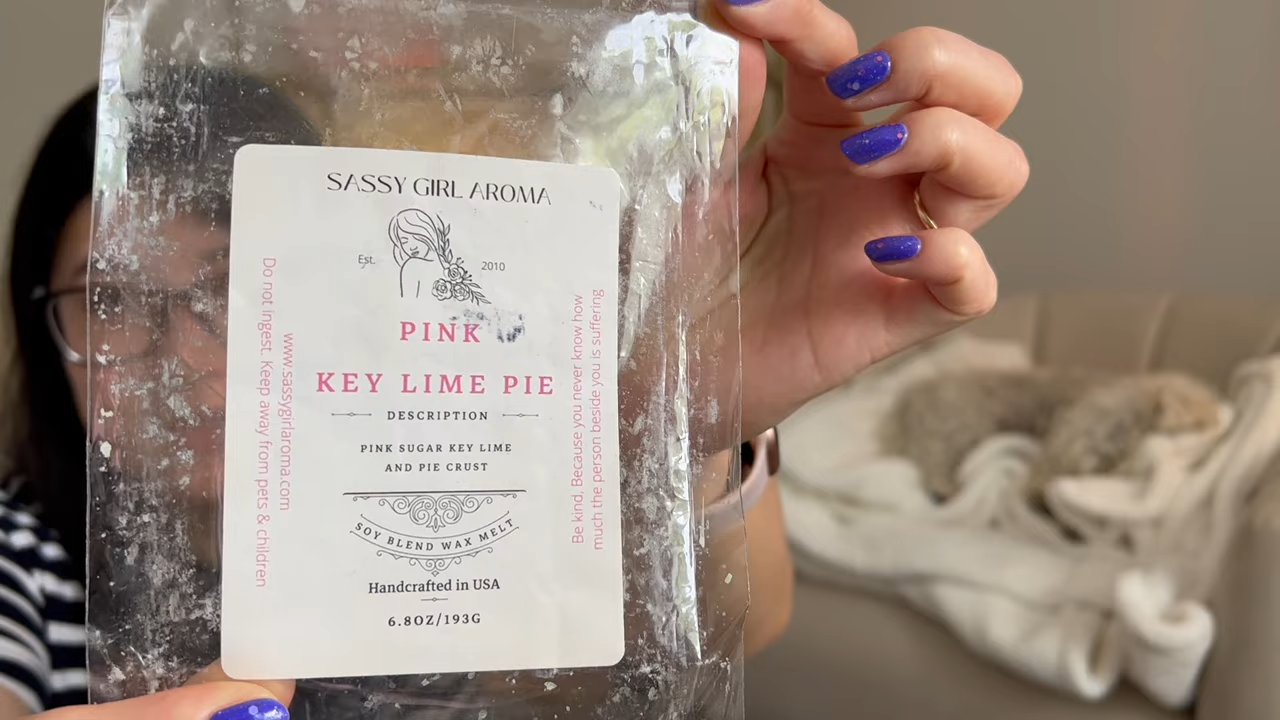 SASSY GIRL AROMA
Est. 2010
PINK
KEY LIME PIE
DESCRIPTION
PINK SUGAR KEY LIME
AND PIE CRUST
SOY BLEND WAX MELT
Handcrafted in USA
6.8OZ/193G
www.sassygirlaroma.com
Do not ingest. Keep away from pets & children
Be kind. Because you never know how
much the person beside you is suffering